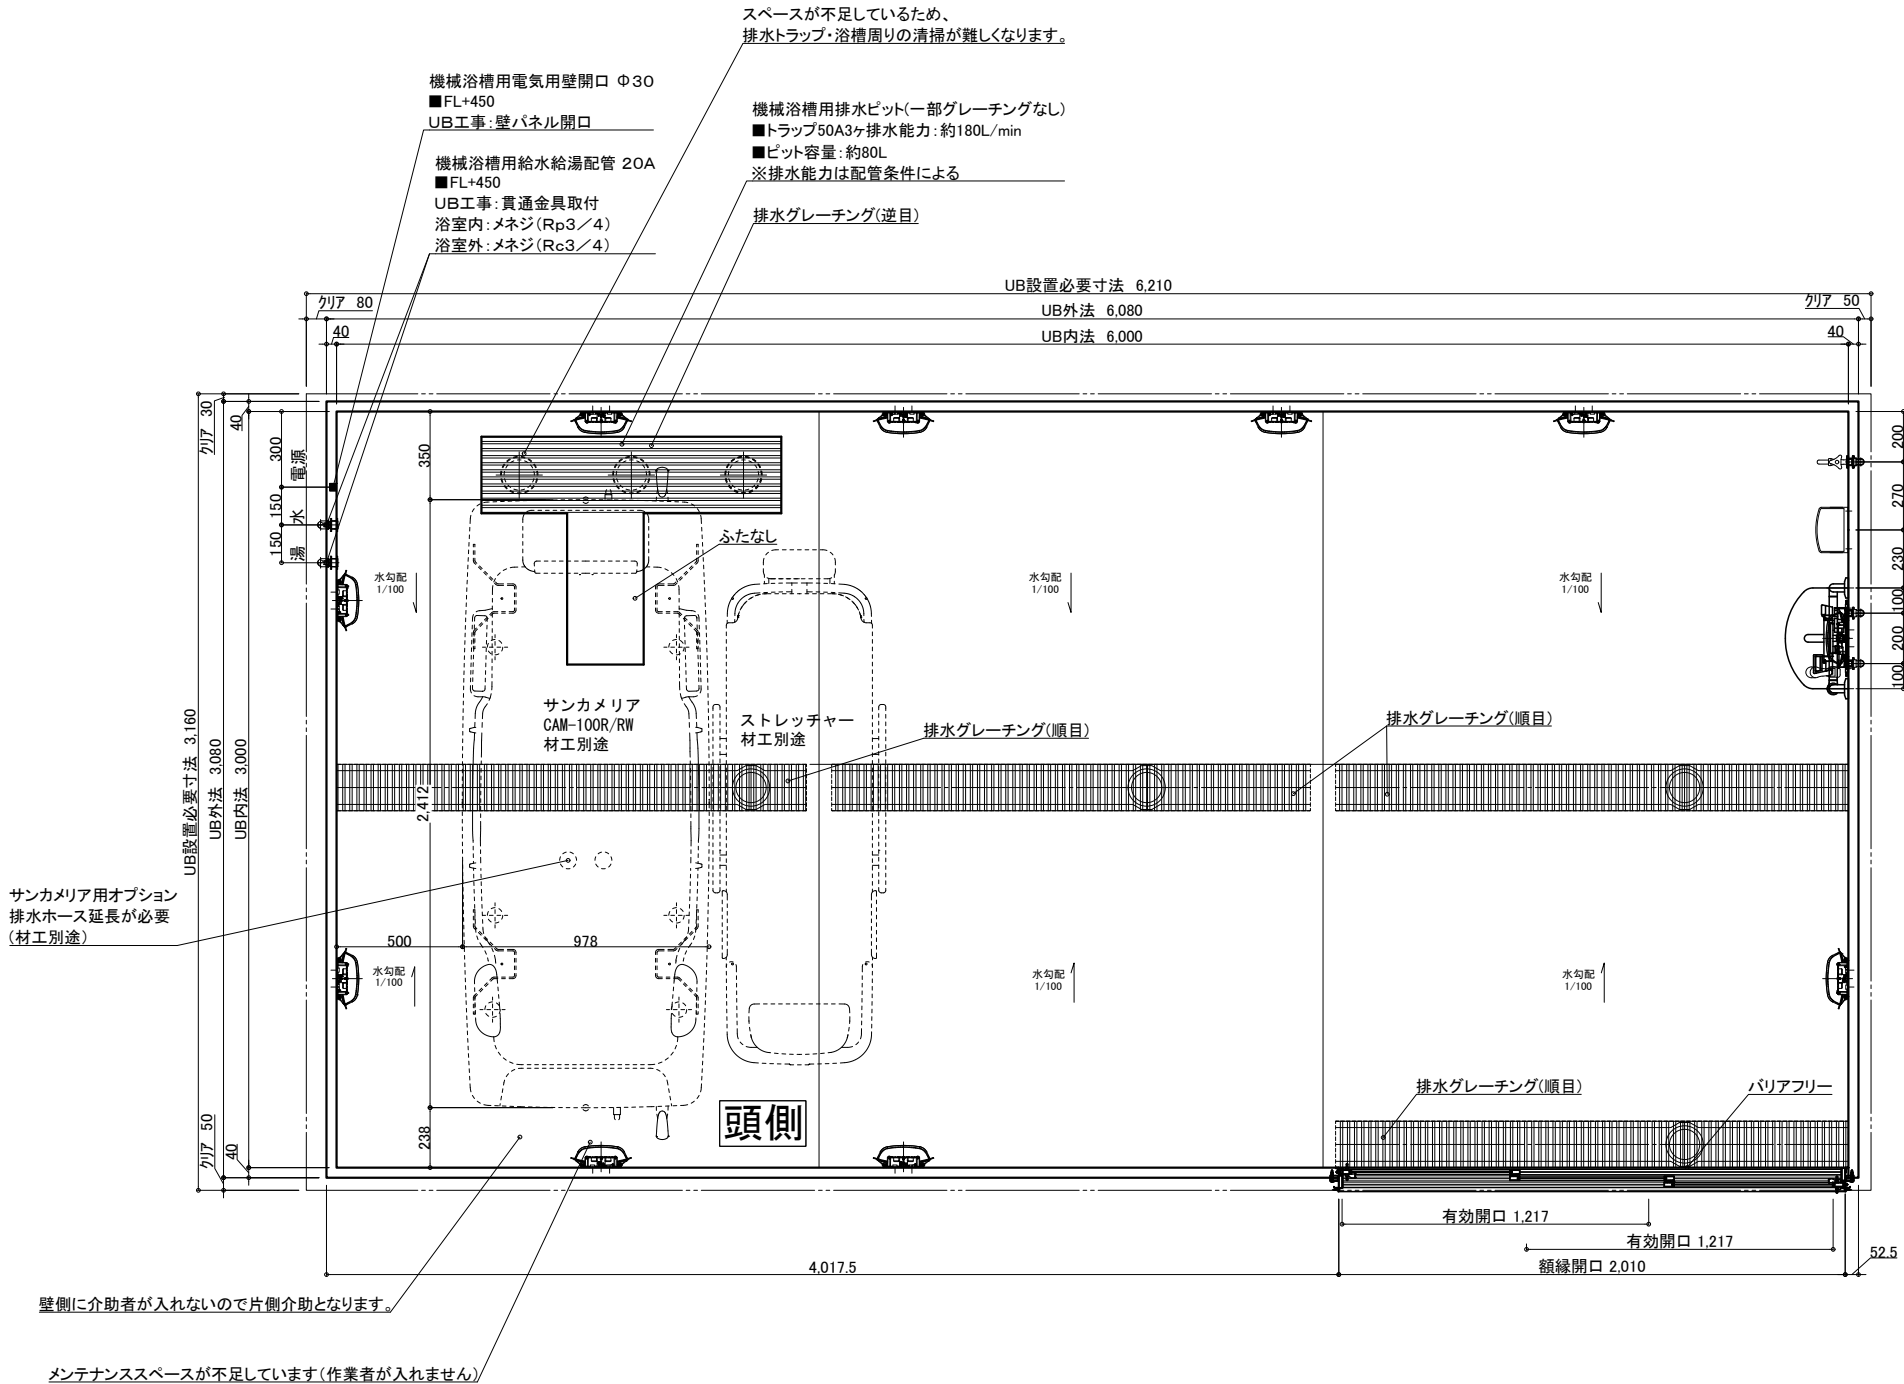 スペースが不足しているため、
排水トラップ・浴槽周りの清掃が難しくなります。
機械浴槽用電気用壁開口 Φ30
■FL+450
UB工事:壁パネル開口
機械浴槽用排水ピット(一部グレーチングなし)
■トラップ50A3ヶ排水能力:約180L/min
■ピット容量:約80L
※排水能力は配管条件による
機械浴槽用給水給湯配管 20A
■FL+450
UB工事:貫通金具取付
浴室内:メネジ(Rp3/4)
浴室外:メネジ(Rc3/4)
排水グレーチング(逆目)
UB設置必要寸法 6,210
クリア 80
クリア 50
UB外法 6,080
40
UB内法 6,000
40
クリア 30
40
300
電源
150
水
150
湯
350
200
270
230
100
200
100
ふたなし
水勾配
1/100
水勾配
1/100
水勾配
1/100
サンカメリア
CAM-100R/RW
材工別途
ストレッチャー
材工別途
排水グレーチング(順目)
排水グレーチング(順目)
UB設置必要寸法 3,160
UB外法 3,080
UB内法 3,000
2,412
サンカメリア用オプション
排水ホース延長が必要
(材工別途)
500
978
水勾配
1/100
水勾配
1/100
水勾配
1/100
排水グレーチング(順目)
バリアフリー
頭側
238
クリア 50
40
有効開口 1,217
有効開口 1,217
4,017.5
額縁開口 2,010
52.5
壁側に介助者が入れないので片側介助となります。
メンテナンススペースが不足しています(作業者が入れません)